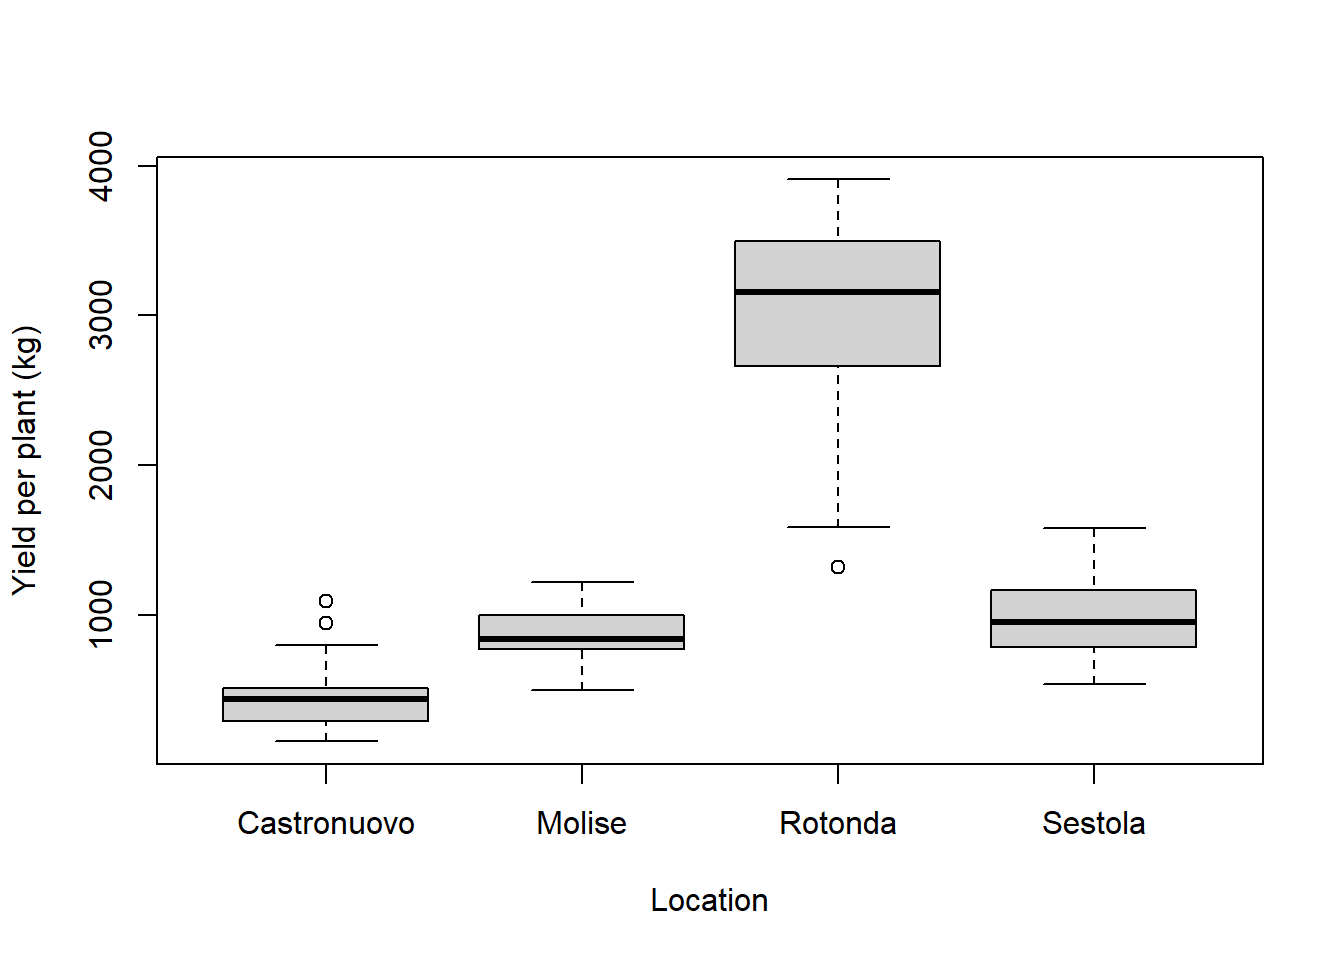 Yield per plant (kg)
4000
3000
2000
1000
Castronuovo
Molise
Rotonda
Sestola
Location